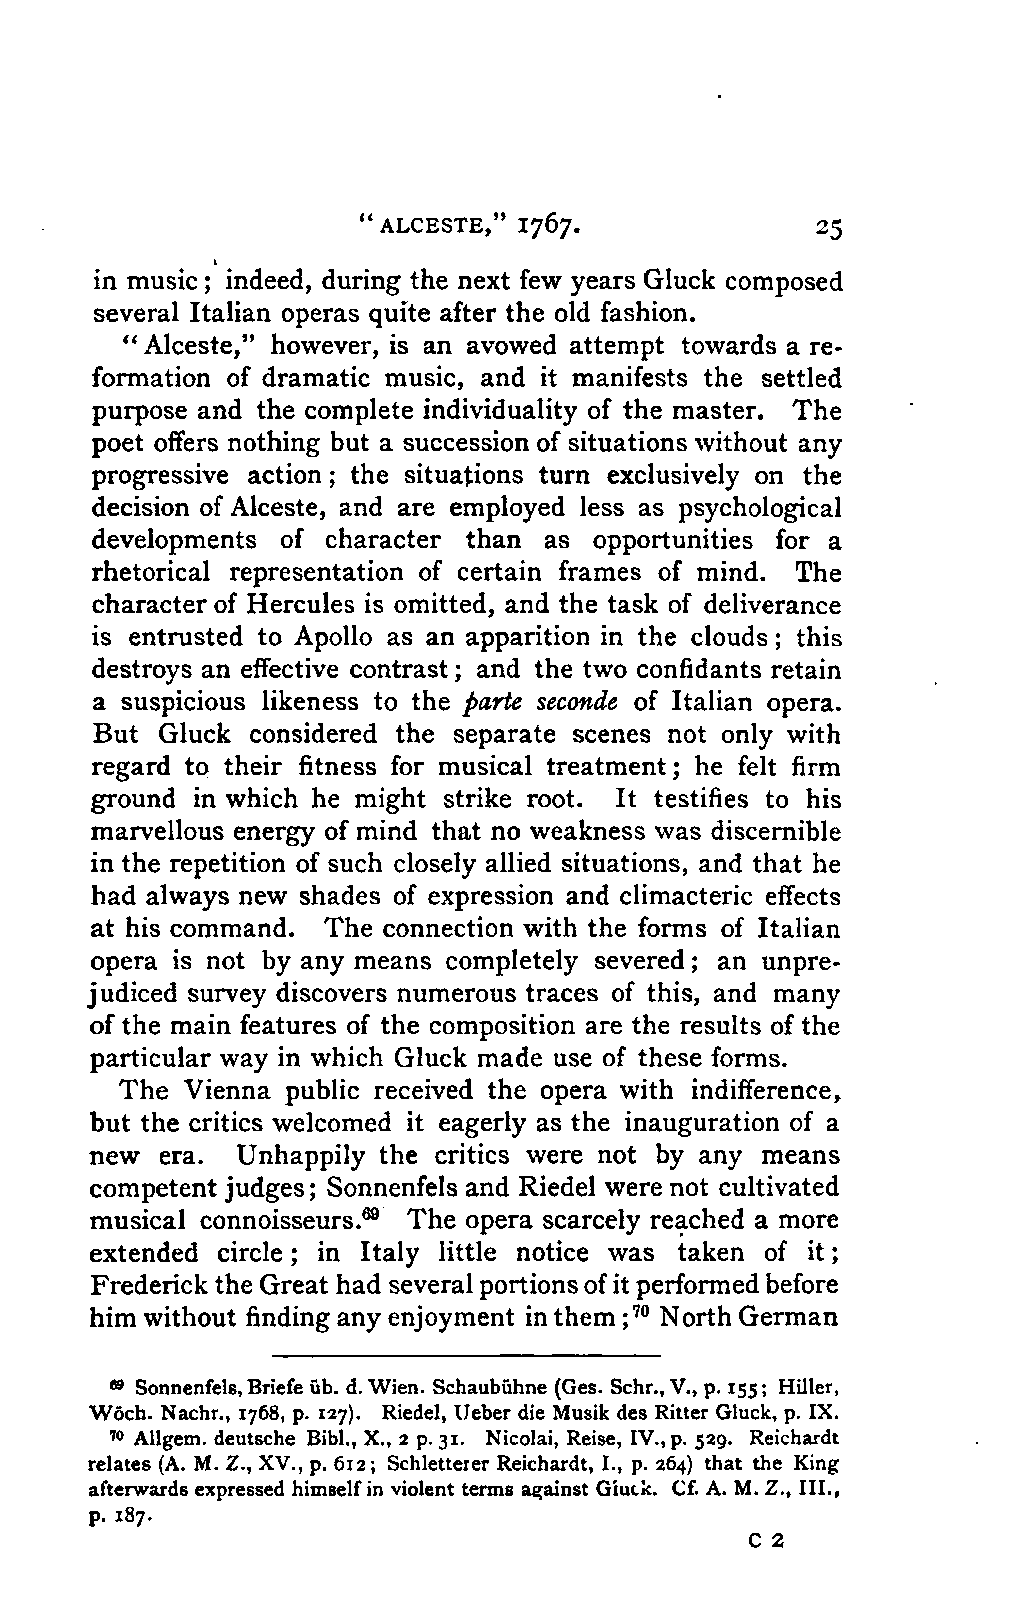 “ALCESTE,” 1767. 25
in music; indeed, during the next few years Gluck composed
several Italian operas quite after the old fashion.
“Alceste,” however, is an avowed attempt towards a re-
formation of dramatic music, and it manifests the settled
purpose and the complete individuality of the master. The
poet offers nothing but a succession of situations without any
progressive action; the situations turn exclusively on the
decision of Alceste, and are employed less as psychological
developments of character than as opportunities for a
rhetorical representation of certain frames of mind. The
character of Hercules is omitted, and the task of deliverance
is entrusted to Apollo as an apparition in the clouds; this
destroys an effective contrast; and the two confidants retain
a suspicious likeness to the parte seconde of Italian opera.
But Gluck considered the separate scenes not only with
regard to their fitness for musical treatment; he felt firm
ground in which he might strike root. It testifies to his
marvellous energy of mind that no weakness was discernible
in the repetition of such closely allied situations, and that he
had always new shades of expression and climacteric effects
at his command. The connection with the forms of Italian
opera is not by any means completely severed; an unpre-
judiced survey discovers numerous traces of this, and many
of the main features of the composition are the results of the
particular way in which Gluck made use of these forms.
The Vienna public received the opera with indifference,
but the critics welcomed it eagerly as the inauguration of a
new era. Unhappily the critics were not by any means
competent judges; Sonnenfels and Riedel were not cultivated
musical connoisseurs.⁶⁹ The opera scarcely reached a more
extended circle; in Italy little notice was taken of it;
Frederick the Great had several portions of it performed before
him without finding any enjoyment in them;⁷⁰ North German
⁶⁹ Sonnenfels, Briefe üb. d. Wien. Schaubühne (Ges. Schr., V., p. 155; Hiller,
Wöch. Nachr., 1768, p. 127). Riedel, Ueber die Musik des Ritter Gluck, p. IX.
⁷⁰ Allgem. deutsche Bibl., X., 2 p. 31. Nicolai, Reise, IV., p. 529. Reichardt
relates (A. M. Z., XV., p. 612; Schletterer Reichardt, I., p. 264) that the King
afterwards expressed himself in violent terms against Gluck. Cf. A. M. Z., III.,
p. 187.
C 2